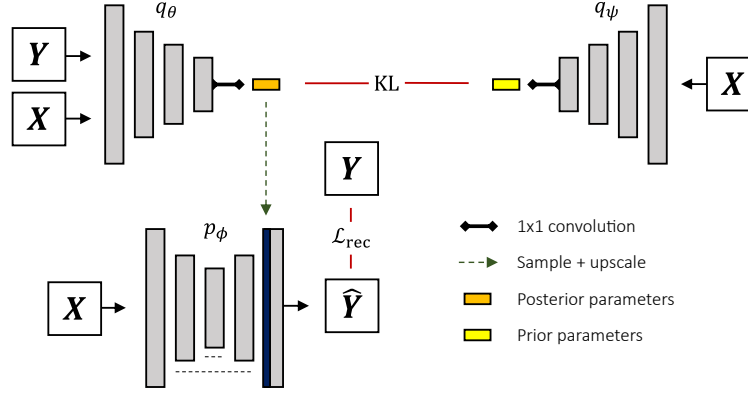 q_θ
q_ψ
Y
X
KL
X
Y
p_ϕ
ℒ_rec
X
Ŷ
1x1 convolution
Sample + upscale
Posterior parameters
Prior parameters